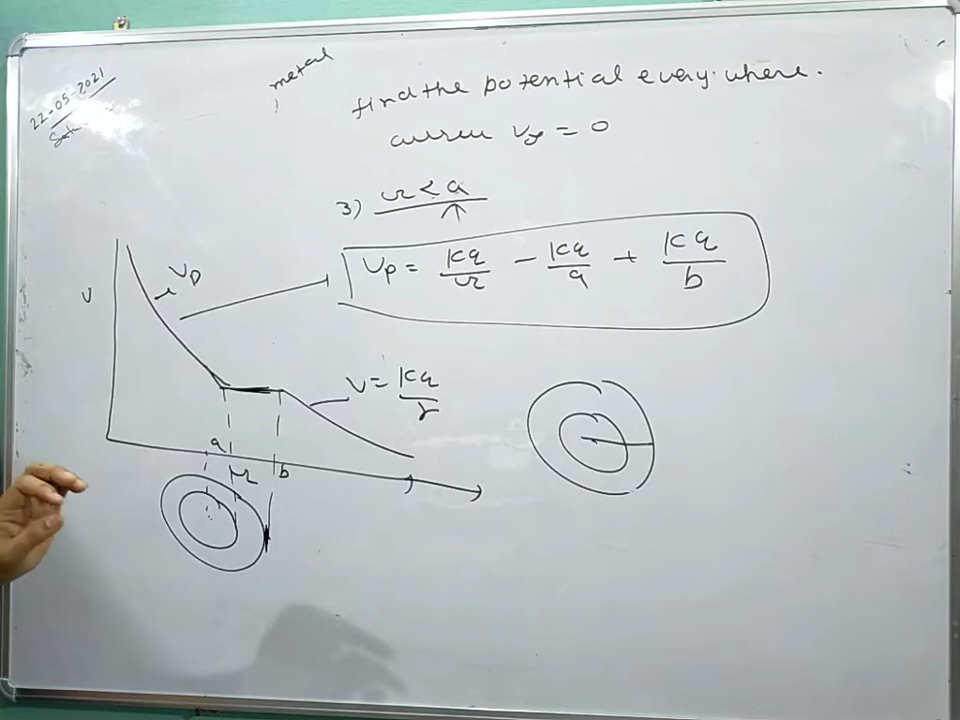 22-05-2021
metal
find the potential every where.
= 0
3) r < a
Vp = Kq/r - Kq/a + Kq/b
V
Vp
V = Kq/r
a
r
b